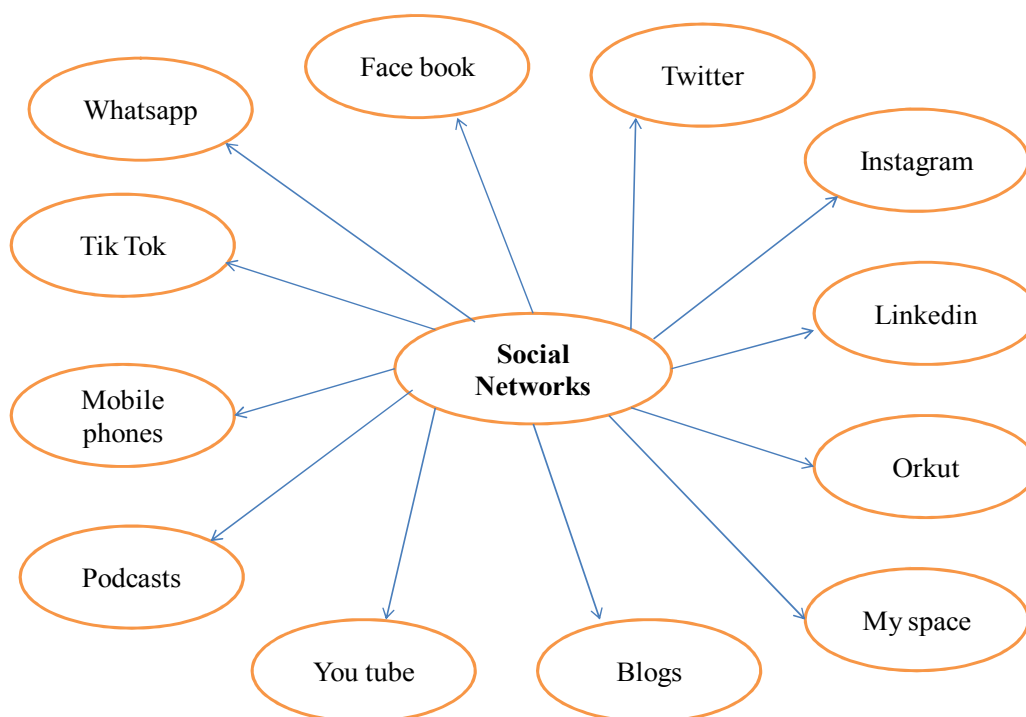 Face book
Twitter
Whatsapp
Instagram
Tik Tok
Linkedin
Social
Networks
Mobile
phones
Orkut
Podcasts
My space
You tube
Blogs